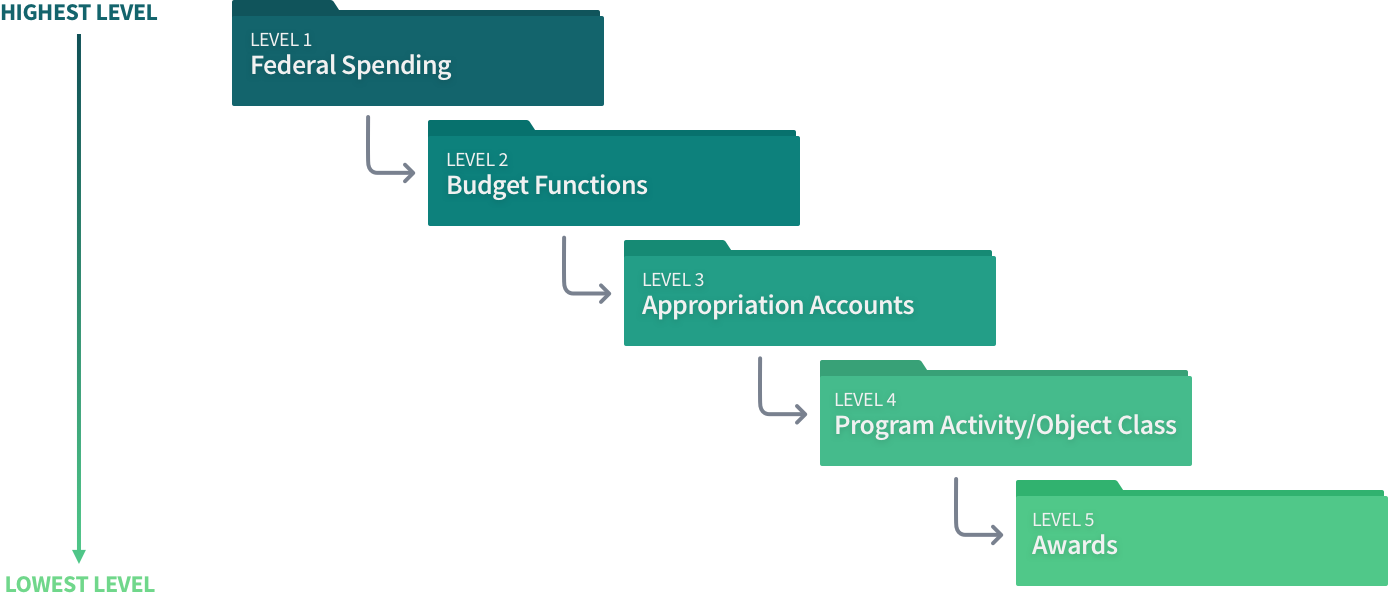 HIGHEST LEVEL
LEVEL 1
Federal Spending
LEVEL 2
Budget Functions
LEVEL 3
Appropriation Accounts
LEVEL 4
Program Activity/Object Class
LEVEL 5
Awards
LOWEST LEVEL